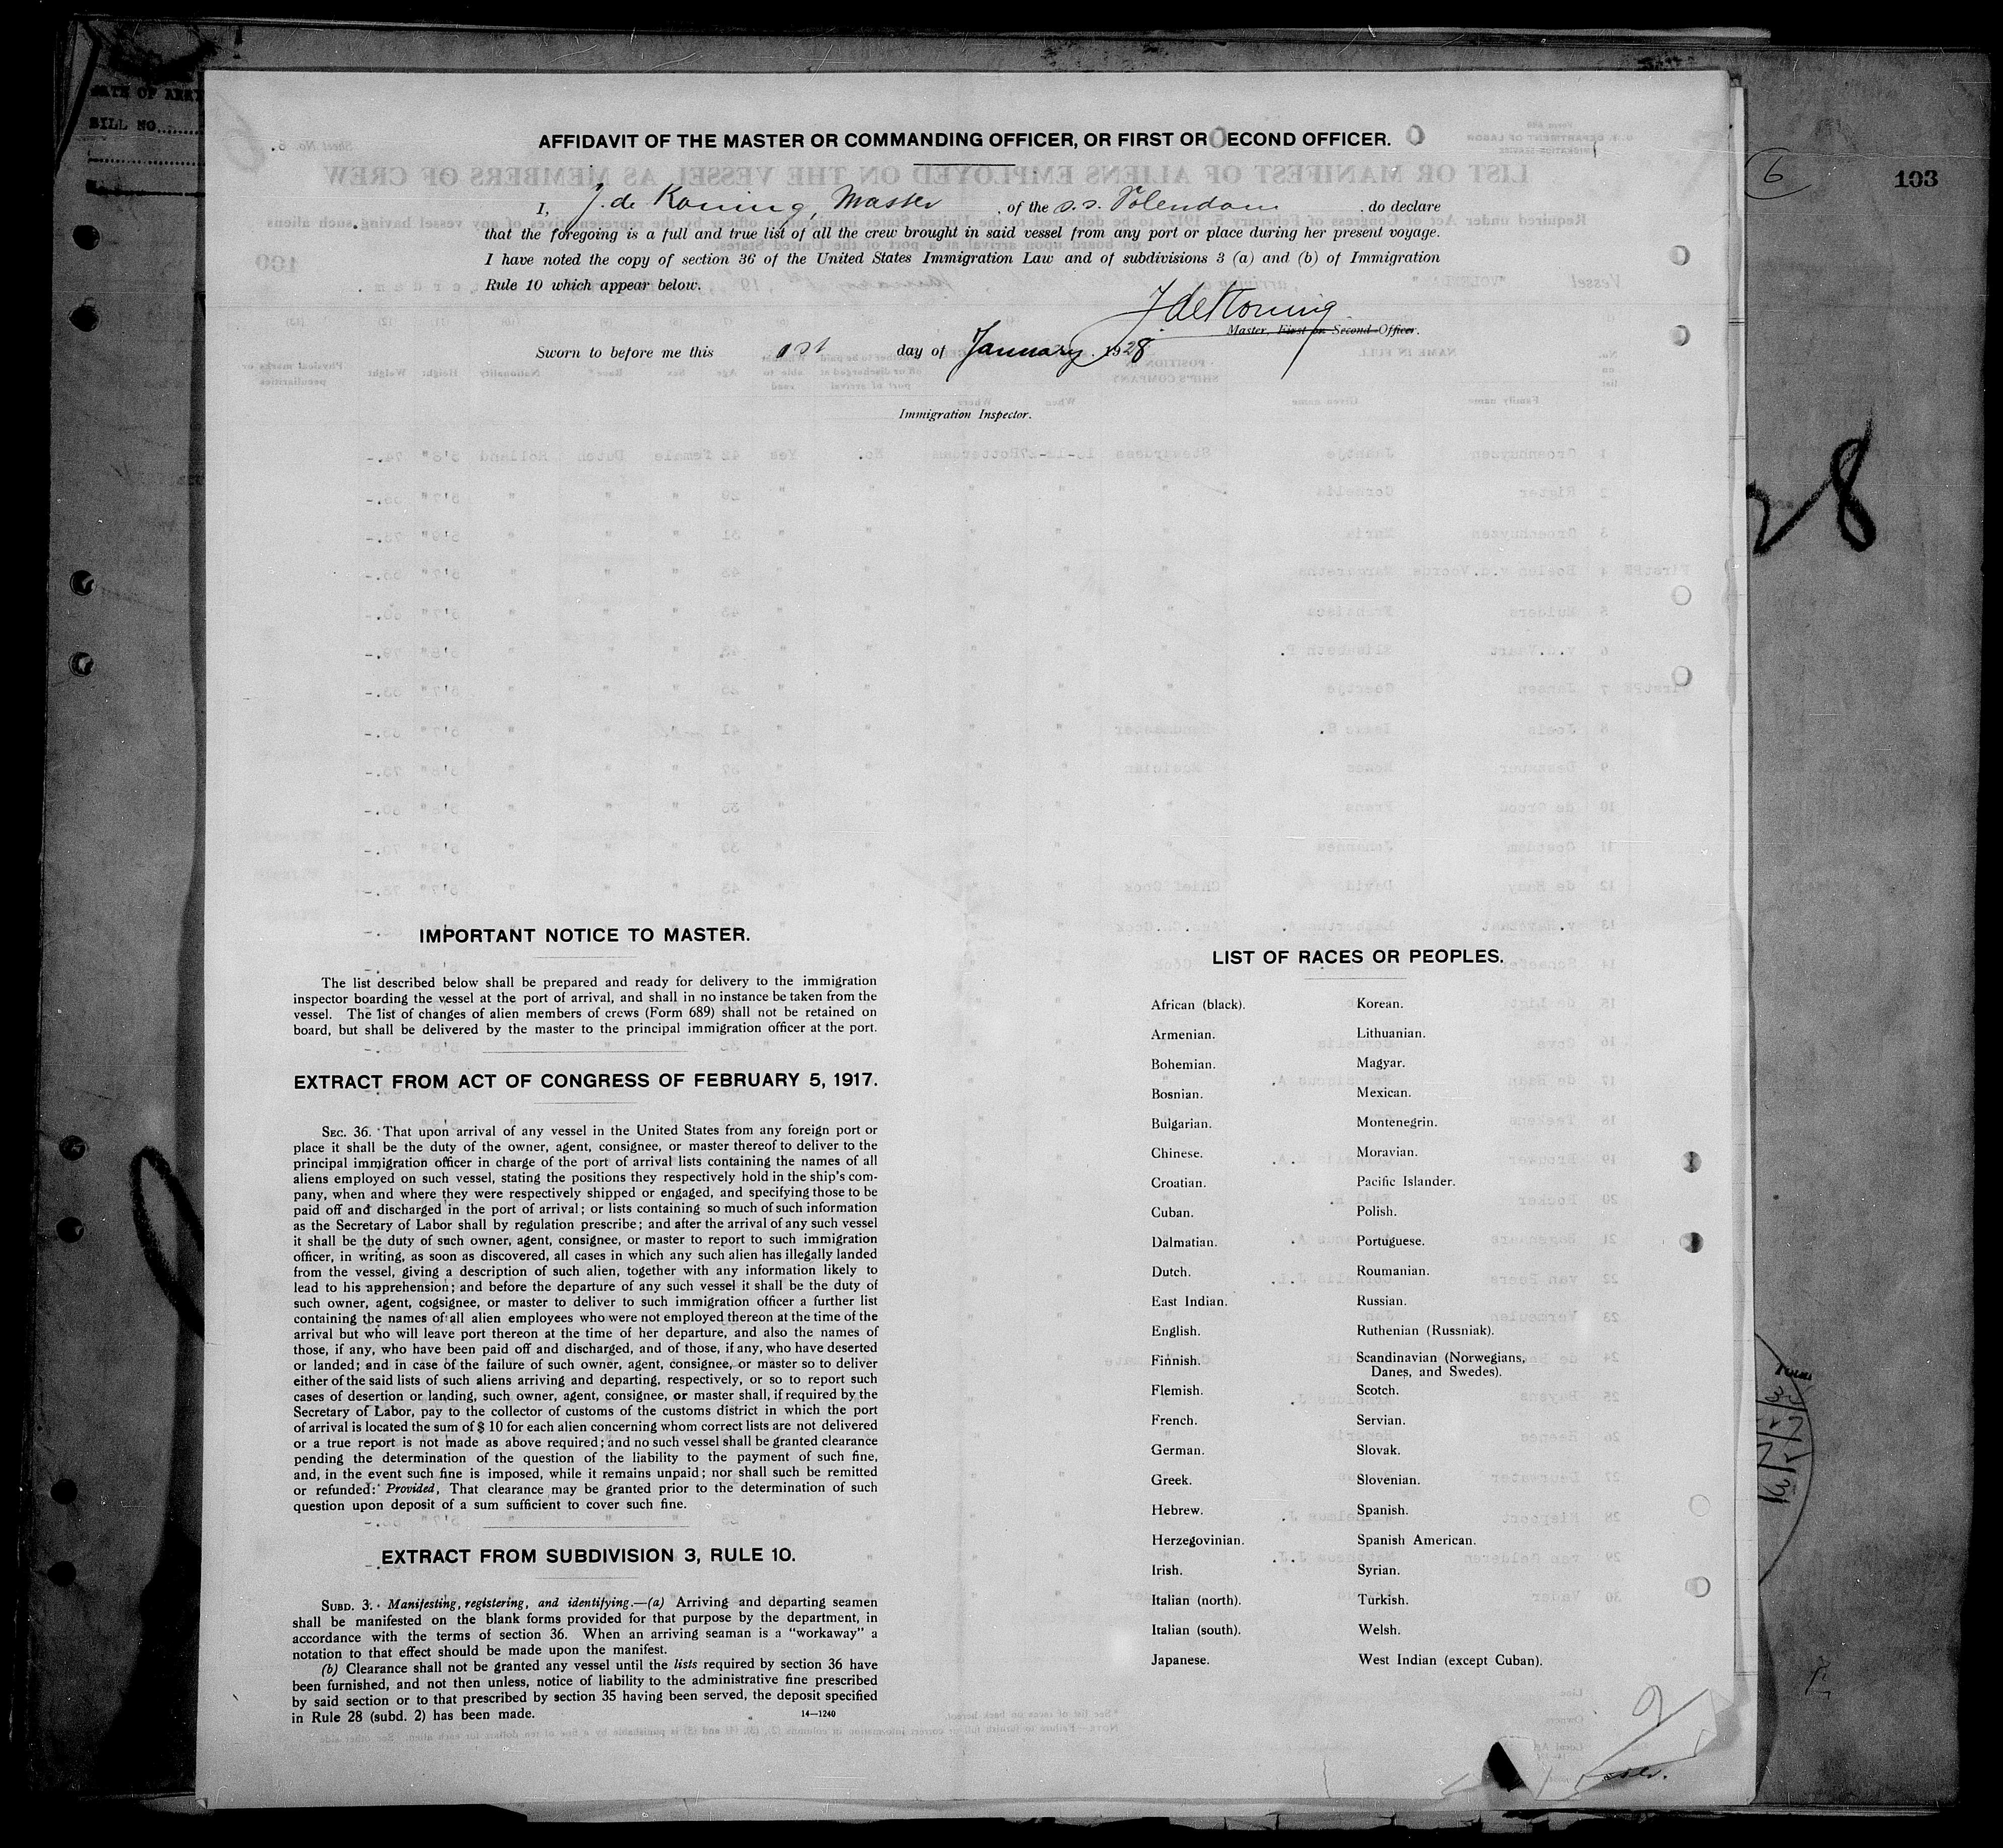 DATE OF ARRI
BILL NO.......
6
103
AFFIDAVIT OF THE MASTER OR COMMANDING OFFICER, OR FIRST OR ECOND OFFICER.
I, J. de Koning, Master , of the s.s. Volendam , do declare
that the foregoing is a full and true list of all the crew brought in said vessel from any port or place during her present voyage.
I have noted the copy of section 36 of the United States Immigration Law and of subdivisions 3 (a) and (b) of Immigration
Rule 10 which appear below.
J de Koning
Master, First or Second Officer.
Sworn to before me this 1st day of January, 1928
Immigration Inspector.
28
IMPORTANT NOTICE TO MASTER.
The list described below shall be prepared and ready for delivery to the immigration
inspector boarding the vessel at the port of arrival, and shall in no instance be taken from the
vessel. The list of changes of alien members of crews (Form 689) shall not be retained on
board, but shall be delivered by the master to the principal immigration officer at the port.
EXTRACT FROM ACT OF CONGRESS OF FEBRUARY 5, 1917.
SEC. 36. That upon arrival of any vessel in the United States from any foreign port or
place it shall be the duty of the owner, agent, consignee, or master thereof to deliver to the
principal immigration officer in charge of the port of arrival lists containing the names of all
aliens employed on such vessel, stating the positions they respectively hold in the ship's com-
pany, when and where they were respectively shipped or engaged, and specifying those to be
paid off and discharged in the port of arrival; or lists containing so much of such information
as the Secretary of Labor shall by regulation prescribe; and after the arrival of any such vessel
it shall be the duty of such owner, agent, consignee, or master to report to such immigration
officer, in writing, as soon as discovered, all cases in which any such alien has illegally landed
from the vessel, giving a description of such alien, together with any information likely to
lead to his apprehension; and before the departure of any such vessel it shall be the duty of
such owner, agent, cogsignee, or master to deliver to such immigration officer a further list
containing the names of all alien employees who were not employed thereon at the time of the
arrival but who will leave port thereon at the time of her departure, and also the names of
those, if any, who have been paid off and discharged, and of those, if any, who have deserted
or landed; and in case of the failure of such owner, agent, consignee, or master so to deliver
either of the said lists of such aliens arriving and departing, respectively, or so to report such
cases of desertion or landing, such owner, agent, consignee, or master shall, if required by the
Secretary of Labor, pay to the collector of customs of the customs district in which the port
of arrival is located the sum of $ 10 for each alien concerning whom correct lists are not delivered
or a true report is not made as above required; and no such vessel shall be granted clearance
pending the determination of the question of the liability to the payment of such fine,
and, in the event such fine is imposed, while it remains unpaid; nor shall such be remitted
or refunded: Provided, That clearance may be granted prior to the determination of such
question upon deposit of a sum sufficient to cover such fine.
EXTRACT FROM SUBDIVISION 3, RULE 10.
SUBD. 3. Manifesting, registering, and identifying.—(a) Arriving and departing seamen
shall be manifested on the blank forms provided for that purpose by the department, in
accordance with the terms of section 36. When an arriving seaman is a "workaway" a
notation to that effect should be made upon the manifest.
(b) Clearance shall not be granted any vessel until the lists required by section 36 have
been furnished, and not then unless, notice of liability to the administrative fine prescribed
by said section or to that prescribed by section 35 having been served, the deposit specified
in Rule 28 (subd. 2) has been made.
14—1240
LIST OF RACES OR PEOPLES.
African (black).
Armenian.
Bohemian.
Bosnian.
Bulgarian.
Chinese.
Croatian.
Cuban.
Dalmatian.
Dutch.
East Indian.
English.
Finnish.
Flemish.
French.
German.
Greek.
Hebrew.
Herzegovinian.
Irish.
Italian (north).
Italian (south).
Japanese.
Korean.
Lithuanian.
Magyar.
Mexican.
Montenegrin.
Moravian.
Pacific Islander.
Polish.
Portuguese.
Roumanian.
Russian.
Ruthenian (Russniak).
Scandinavian (Norwegians,
Danes, and Swedes).
Scotch.
Servian.
Slovak.
Slovenian.
Spanish.
Spanish American.
Syrian.
Turkish.
Welsh.
West Indian (except Cuban).